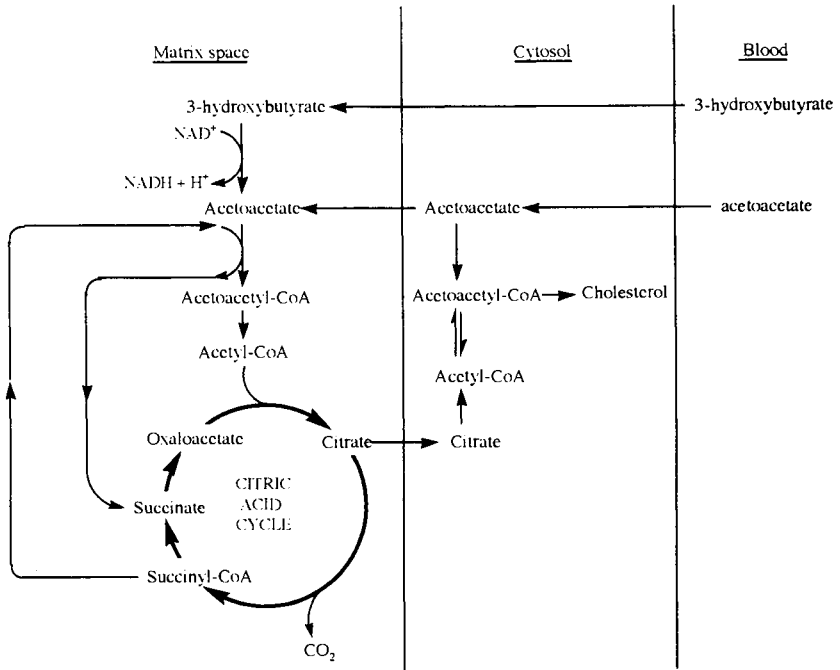 Matrix space
Cytosol
Blood
3-hydroxybutyrate
3-hydroxybutyrate
NAD⁺
NADH + H⁺
Acetoacetate
Acetoacetate
acetoacetate
Acetoacetyl-CoA
Acetoacetyl-CoA
Cholesterol
Acetyl-CoA
Acetyl-CoA
Oxaloacetate
Citrate
Citrate
CITRIC
ACID
CYCLE
Succinate
Succinyl-CoA
CO₂